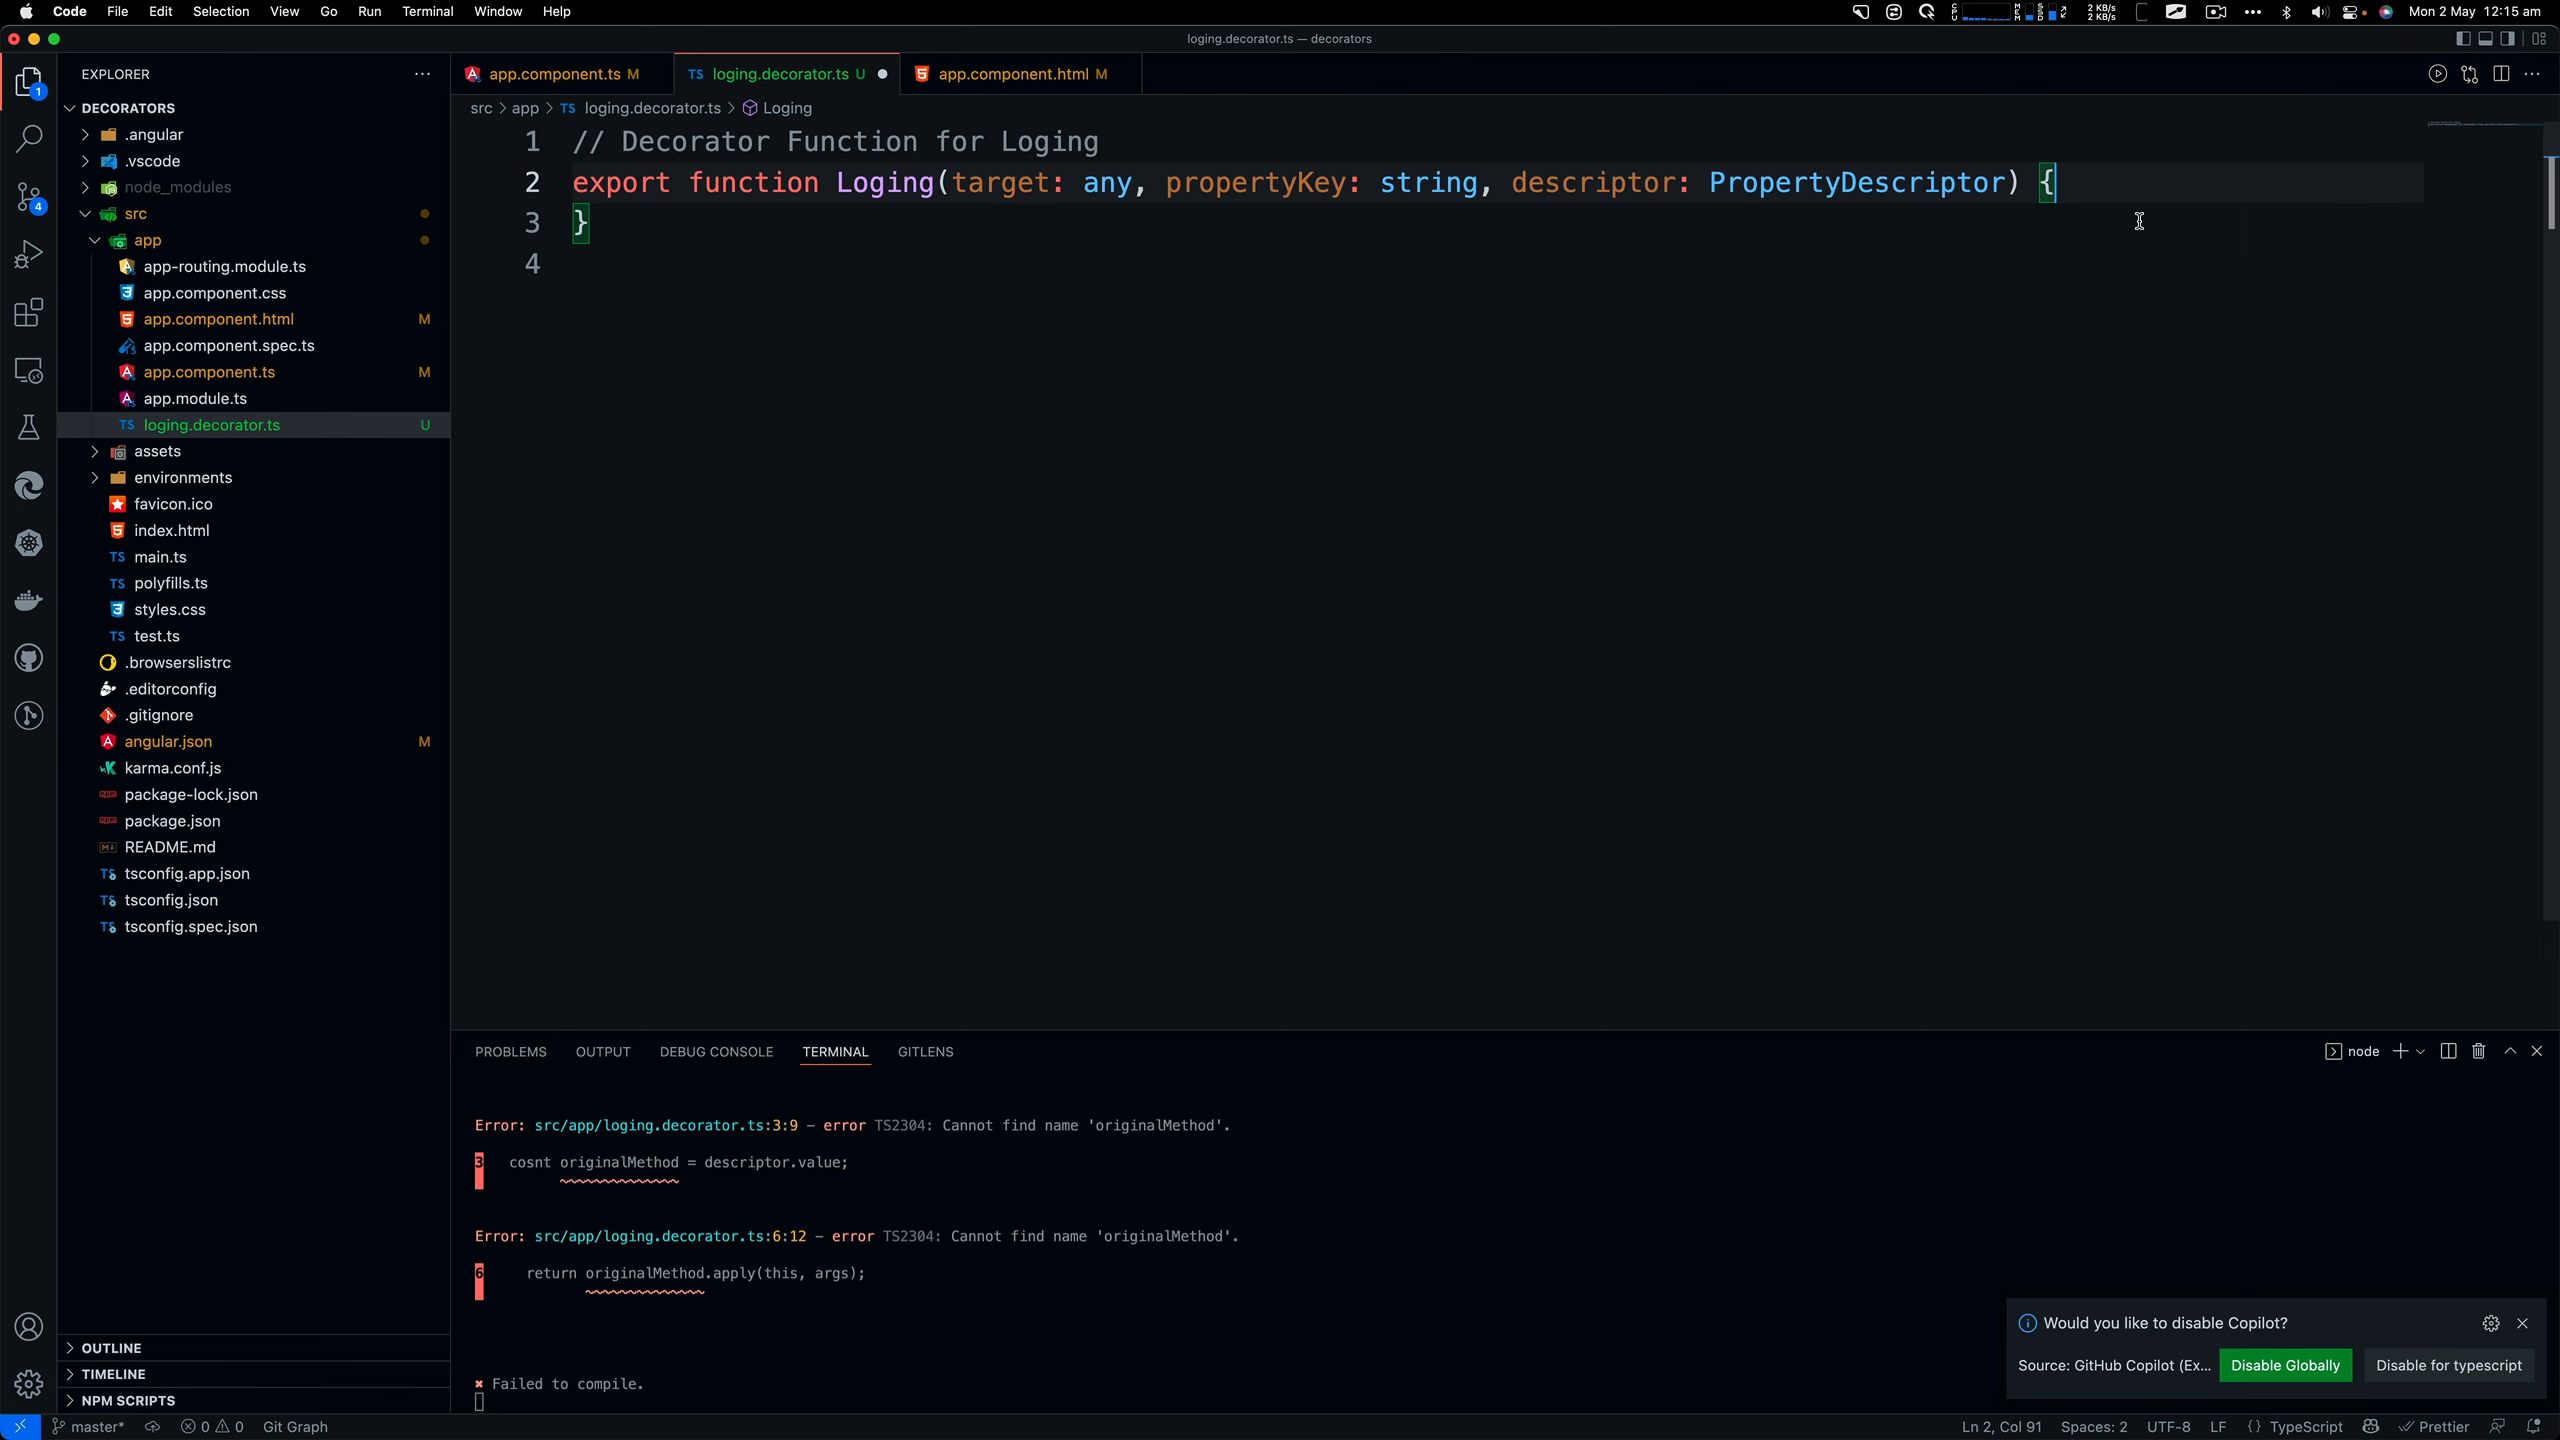 Code File Edit Selection View Go Run Terminal Window Help
2 KB/s
2 KB/s
Mon 2 May 12:15 am
loging.decorator.ts — decorators
EXPLORER
app.component.ts M
TS loging.decorator.ts U
app.component.html M
src > app > TS loging.decorator.ts > Loging
DECORATORS
.angular
.vscode
node_modules
src
app
app-routing.module.ts
app.component.css
app.component.html M
app.component.spec.ts
app.component.ts M
app.module.ts
TS loging.decorator.ts U
assets
environments
favicon.ico
index.html
TS main.ts
TS polyfills.ts
styles.css
TS test.ts
.browserslistrc
.editorconfig
.gitignore
angular.json M
karma.conf.js
package-lock.json
package.json
README.md
tsconfig.app.json
tsconfig.json
tsconfig.spec.json
OUTLINE
TIMELINE
NPM SCRIPTS
1
4
1 // Decorator Function for Loging
2 export function Loging(target: any, propertyKey: string, descriptor: PropertyDescriptor) {
3 }
4
PROBLEMS OUTPUT DEBUG CONSOLE TERMINAL GITLENS
node
Error: src/app/loging.decorator.ts:3:9 - error TS2304: Cannot find name 'originalMethod'.
3 cosnt originalMethod = descriptor.value;
Error: src/app/loging.decorator.ts:6:12 - error TS2304: Cannot find name 'originalMethod'.
6 return originalMethod.apply(this, args);
✖ Failed to compile.
Would you like to disable Copilot?
Source: GitHub Copilot (Ex... Disable Globally Disable for typescript
master* 0 0 Git Graph
Ln 2, Col 91 Spaces: 2 UTF-8 LF {} TypeScript Prettier